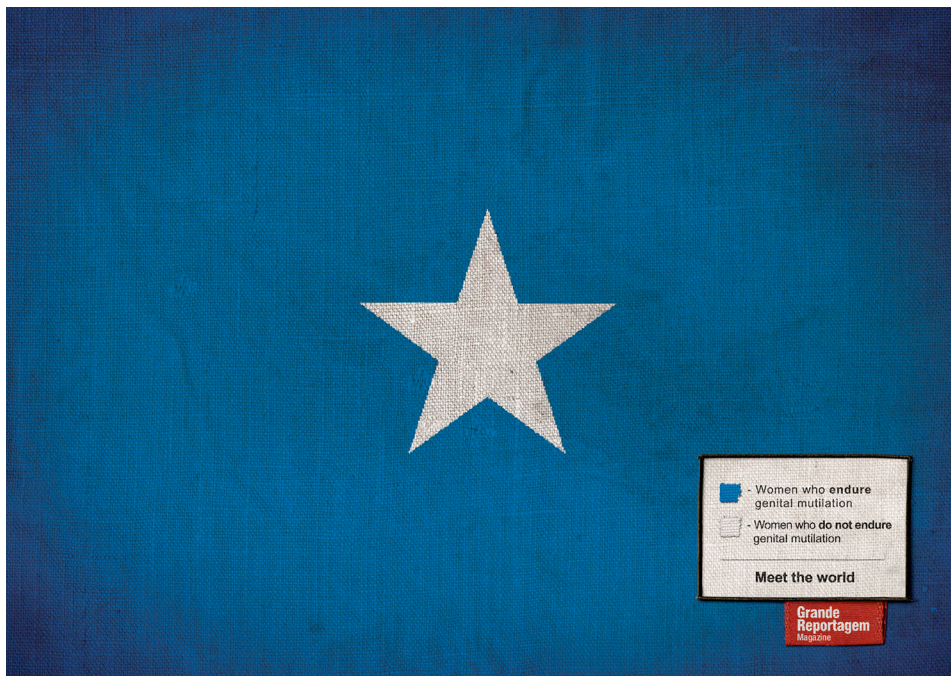 - Women who endure
genital mutilation
- Women who do not endure
genital mutilation
Meet the world
Grande
Reportagem
Magazine